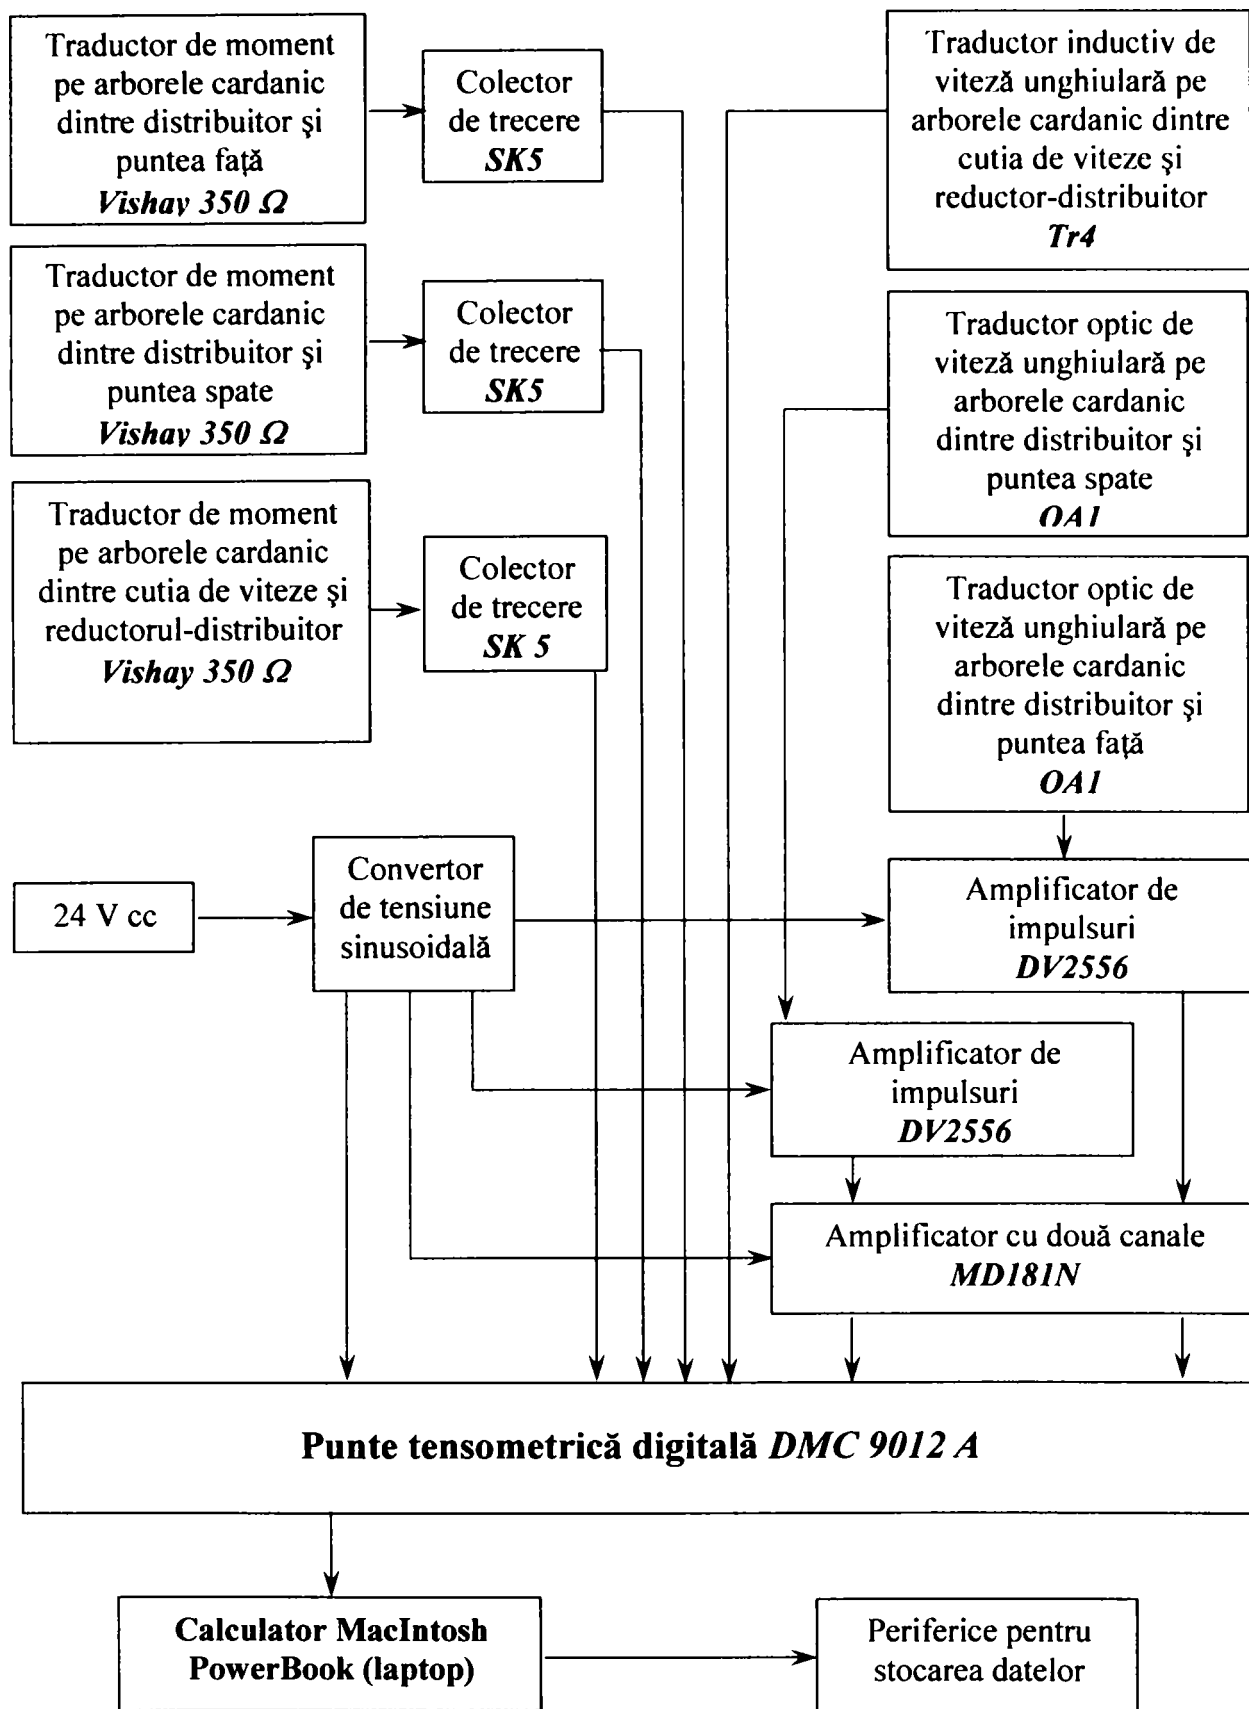 Traductor de moment
pe arborele cardanic
dintre distribuitor şi
puntea faţă
Vishay 350 Ω
Colector
de trecere
SK5
Traductor inductiv de
viteză unghiulară pe
arborele cardanic dintre
cutia de viteze şi
reductor-distribuitor
Tr4
Traductor de moment
pe arborele cardanic
dintre distribuitor şi
puntea spate
Vishay 350 Ω
Colector
de trecere
SK5
Traductor optic de
viteză unghiulară pe
arborele cardanic
dintre distribuitor şi
puntea spate
OA1
Traductor de moment
pe arborele cardanic
dintre cutia de viteze şi
reductorul-distribuitor
Vishay 350 Ω
Colector
de trecere
SK 5
Traductor optic de
viteză unghiulară pe
arborele cardanic
dintre distribuitor şi
puntea faţă
OA1
24 V cc
Convertor
de tensiune
sinusoidală
Amplificator de
impulsuri
DV2556
Amplificator de
impulsuri
DV2556
Amplificator cu două canale
MD181N
Punte tensometrică digitală DMC 9012 A
Calculator MacIntosh
PowerBook (laptop)
Periferice pentru
stocarea datelor